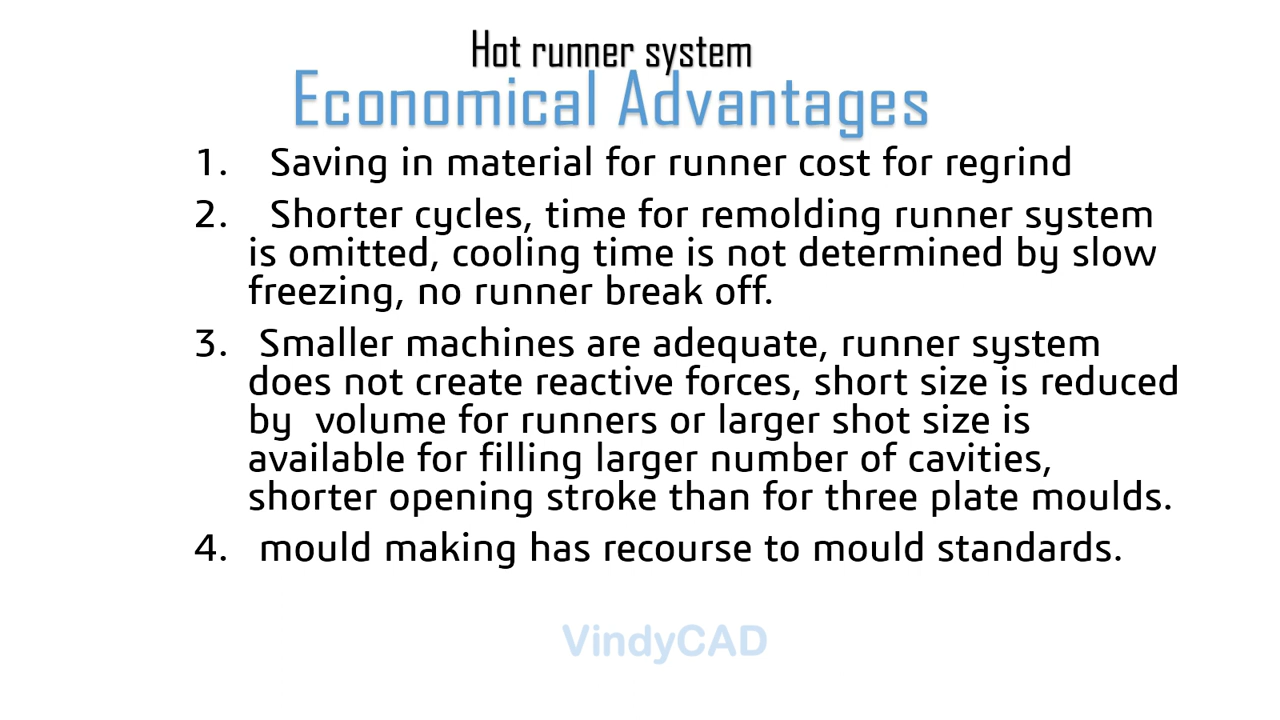 Hot runner system
Economical Advantages
1. Saving in material for runner cost for regrind
2. Shorter cycles, time for remolding runner system
is omitted, cooling time is not determined by slow
freezing, no runner break off.
3. Smaller machines are adequate, runner system
does not create reactive forces, short size is reduced
by volume for runners or larger shot size is
available for filling larger number of cavities,
shorter opening stroke than for three plate moulds.
4. mould making has recourse to mould standards.
VindyCAD